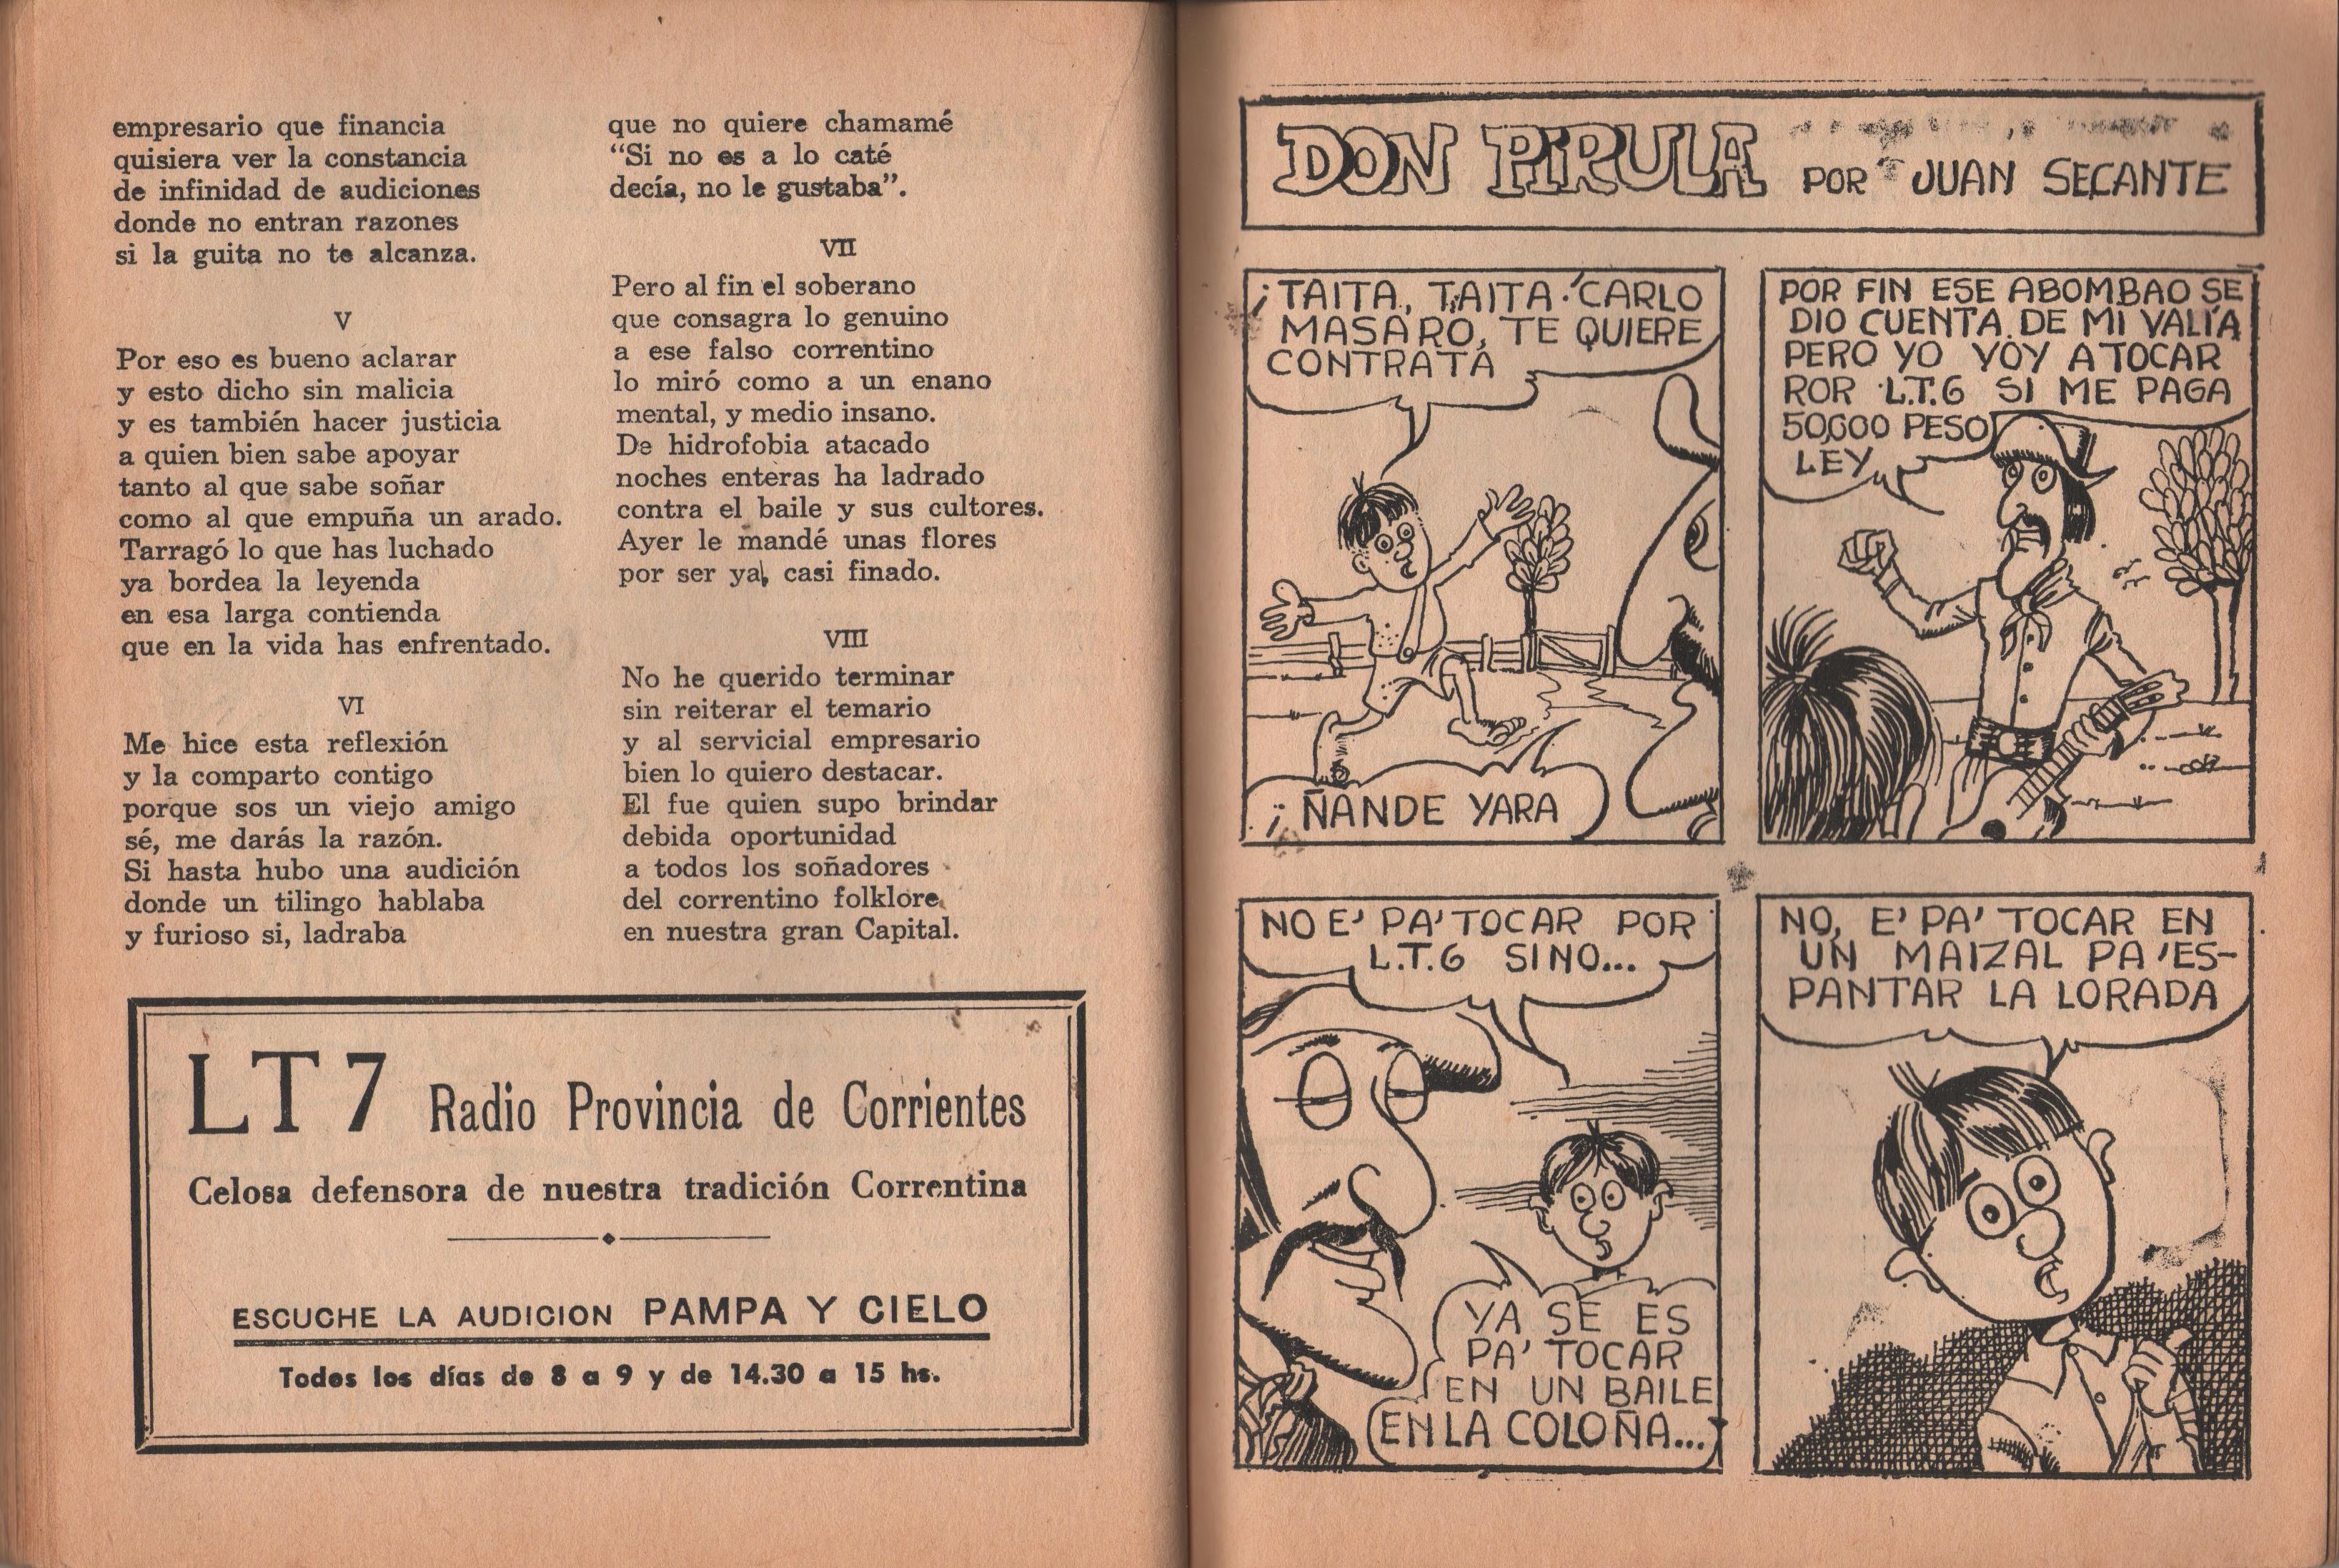 empresario que financia
quisiera ver la constancia
de infinidad de audiciones
donde no entran razones
si la guita no te alcanza.
V
Por eso es bueno aclarar
y esto dicho sin malicia
y es también hacer justicia
a quien bien sabe apoyar
tanto al que sabe soñar
como al que empuña un arado.
Tarragó lo que has luchado
ya bordea la leyenda
en esa larga contienda
que en la vida has enfrentado.
VI
Me hice esta reflexión
y la comparto contigo
porque sos un viejo amigo
sé, me darás la razón.
Si hasta hubo una audición
donde un tilingo hablaba
y furioso si, ladraba
que no quiere chamamé
“Si no es a lo caté
decía, no le gustaba”.
VII
Pero al fin el soberano
que consagra lo genuino
a ese falso correntino
lo miró como a un enano
mental, y medio insano.
De hidrofobia atacado
noches enteras ha ladrado
contra el baile y sus cultores.
Ayer le mandé unas flores
por ser ya, casi finado.
VIII
No he querido terminar
sin reiterar el temario
y al servicial empresario
bien lo quiero destacar.
El fue quien supo brindar
debida oportunidad
a todos los soñadores
del correntino folklore
en nuestra gran Capital.
LT7 Radio Provincia de Corrientes
Celosa defensora de nuestra tradición Correntina
ESCUCHE LA AUDICION PAMPA Y CIELO
Todos los días de 8 a 9 y de 14.30 a 15 hs.
DON PIRULA POR JUAN SECANTE
¡TAITA, TAITA. CARLO
MASARO, TE QUIERE
CONTRATÁ
¡ÑANDE YARA
POR FIN ESE ABOMBAO SE
DIO CUENTA DE MI VALÍA
PERO YO VOY A TOCAR
ROR L.T.6 SI ME PAGA
50,000 PESO
LEY
NO E' PA' TOCAR POR
L.T.6 SINO...
YA SE ES
PA' TOCAR
EN UN BAILE
EN LA COLOÑA...
NO, E' PA' TOCAR EN
UN MAIZAL PA 'ES-
PANTAR LA LORADA